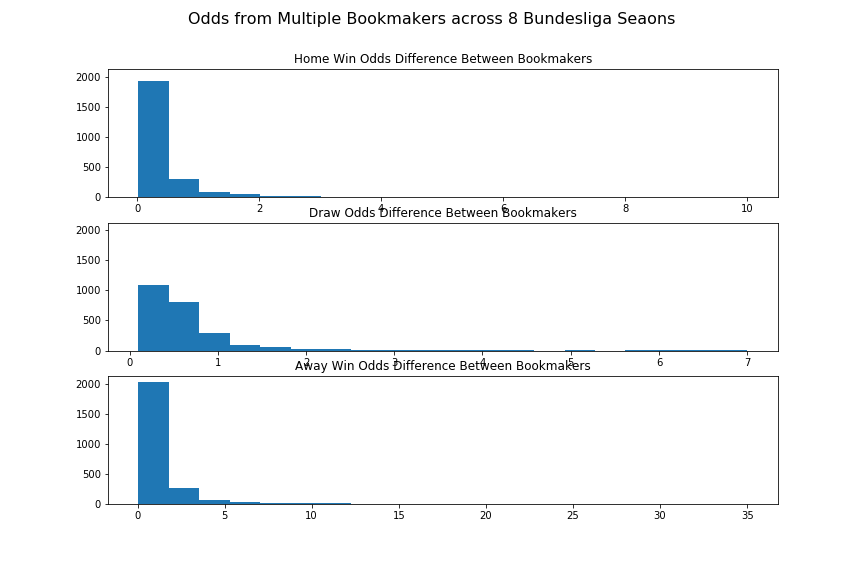 Odds from Multiple Bookmakers across 8 Bundesliga Seaons
Home Win Odds Difference Between Bookmakers
2000
1500
1000
500
0
0 2 4 6 8 10
Draw Odds Difference Between Bookmakers
2000
1500
1000
500
0
0 1 2 3 4 5 6 7
Away Win Odds Difference Between Bookmakers
2000
1500
1000
500
0
0 5 10 15 20 25 30 35